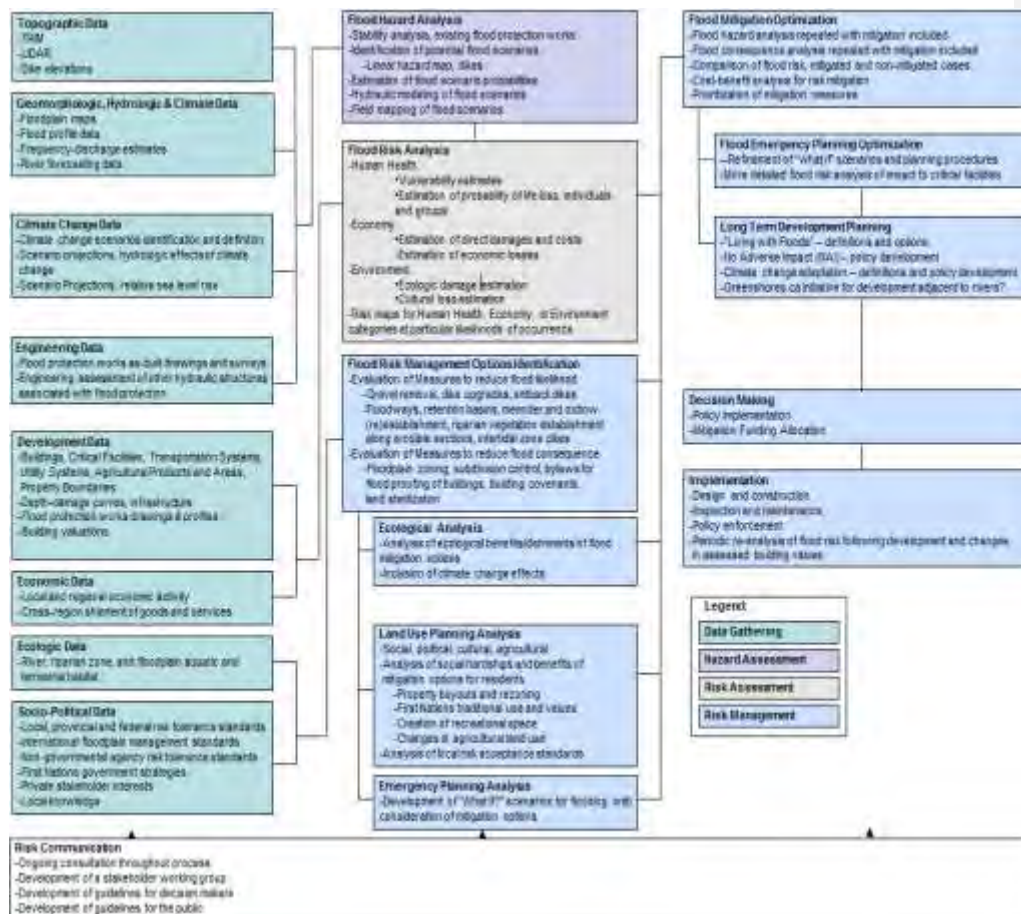 Topographic Data
-TRIM
-LIDAR
-Dike elevations
Geomorphologic, Hydrologic & Climate Data
-Floodplain maps
-Flood profile data
-Frequency-discharge estimates
-River forecasting data
Climate Change Data
-Climate change scenarios identification and definition
-Scenario projections, hydrologic effects of climate
change
-Scenario Projections, relative sea level rise
Engineering Data
-Flood protection works as-built drawings and surveys
-Engineering assessment of other hydraulic structures
associated with flood protection
Development Data
-Buildings, Critical Facilities, Transportation Systems,
Utility Systems, Agricultural Products and Areas,
Property Boundaries
-Depth-damage curves, infrastructure
-Flood protection works drawings & profiles
-Building valuations
Economic Data
-Local and regional economic activity
-Cross-region shipment of goods and services
Ecologic Data
-River, riparian zone, and floodplain aquatic and
terrestrial habitat
Socio-Political Data
-Local, provincial and federal risk tolerance standards
-International floodplain management standards
-Non-governmental agency risk tolerance standards
-First Nations government strategies
-Private stakeholder interests
-Local knowledge
Flood Hazard Analysis
-Stability analysis, existing flood protection works
-Identification of potential flood scenarios
-Linear hazard map, dikes
-Estimation of flood scenario probabilities
-Hydraulic modeling of flood scenarios
-Field mapping of flood scenarios
Flood Risk Analysis
-Human Health
•Vulnerability estimates
•Estimation of probability of life loss, individuals
and groups
-Economy
•Estimation of direct damages and costs
•Estimation of economic losses
-Environment
•Ecologic damage estimation
•Cultural loss estimation
-Risk maps for Human Health, Economy, or Environment
categories at particular likelihoods of occurrence
Flood Risk Management Options Identification
-Evaluation of Measures to reduce flood likelihood
-Gravel removal, dike upgrades, setback dikes
-Floodways, retention basins, meander and oxbow
(re)establishment, riparian vegetation establishment
along erosible sections, intertidal zone dikes
-Evaluation of Measures to reduce flood consequence
-Floodplain zoning, subdivision control, bylaws for
flood proofing of buildings, building covenants,
land sterilization
Ecological Analysis
-Analysis of ecological benefits/detriments of flood
mitigation options
-Inclusion of climate change effects
Land Use Planning Analysis
-Social, political, cultural, agricultural
-Analysis of social hardships and benefits of
mitigation options for residents
-Property buyouts and rezoning
-First Nations traditional use and values
-Creation of recreational space
-Changes in agricultural land use
-Analysis of local risk acceptance standards
Emergency Planning Analysis
-Development of "What If?" scenarios for flooding, with
consideration of mitigation options
Flood Mitigation Optimization
-Flood hazard analysis repeated with mitigation included
-Flood consequence analysis repeated with mitigation included
-Comparison of flood risk, mitigated and non-mitigated cases
-Cost-benefit analysis for risk mitigation
-Prioritization of mitigation measures
Flood Emergency Planning Optimization
-Refinement of "what if" scenarios and planning procedures
-More detailed flood risk analysis of impact to critical facilities
Long Term Development Planning
-"Living with Floods" – definitions and options
-No Adverse Impact (NAI) – policy development
-Climate change adaptation – definitions and policy development
-Greenshores.ca initiative for development adjacent to rivers?
Decision Making
-Policy Implementation
-Mitigation Funding Allocation
Implementation
-Design and construction
-Inspection and maintenance
-Policy enforcement
-Periodic re-analysis of flood risk following development and changes
in assessed building values
Legend
Data Gathering
Hazard Assessment
Risk Assessment
Risk Management
Risk Communication
-Ongoing consultation throughout process
-Development of a stakeholder working group
-Development of guidelines for decision makers
-Development of guidelines for the public